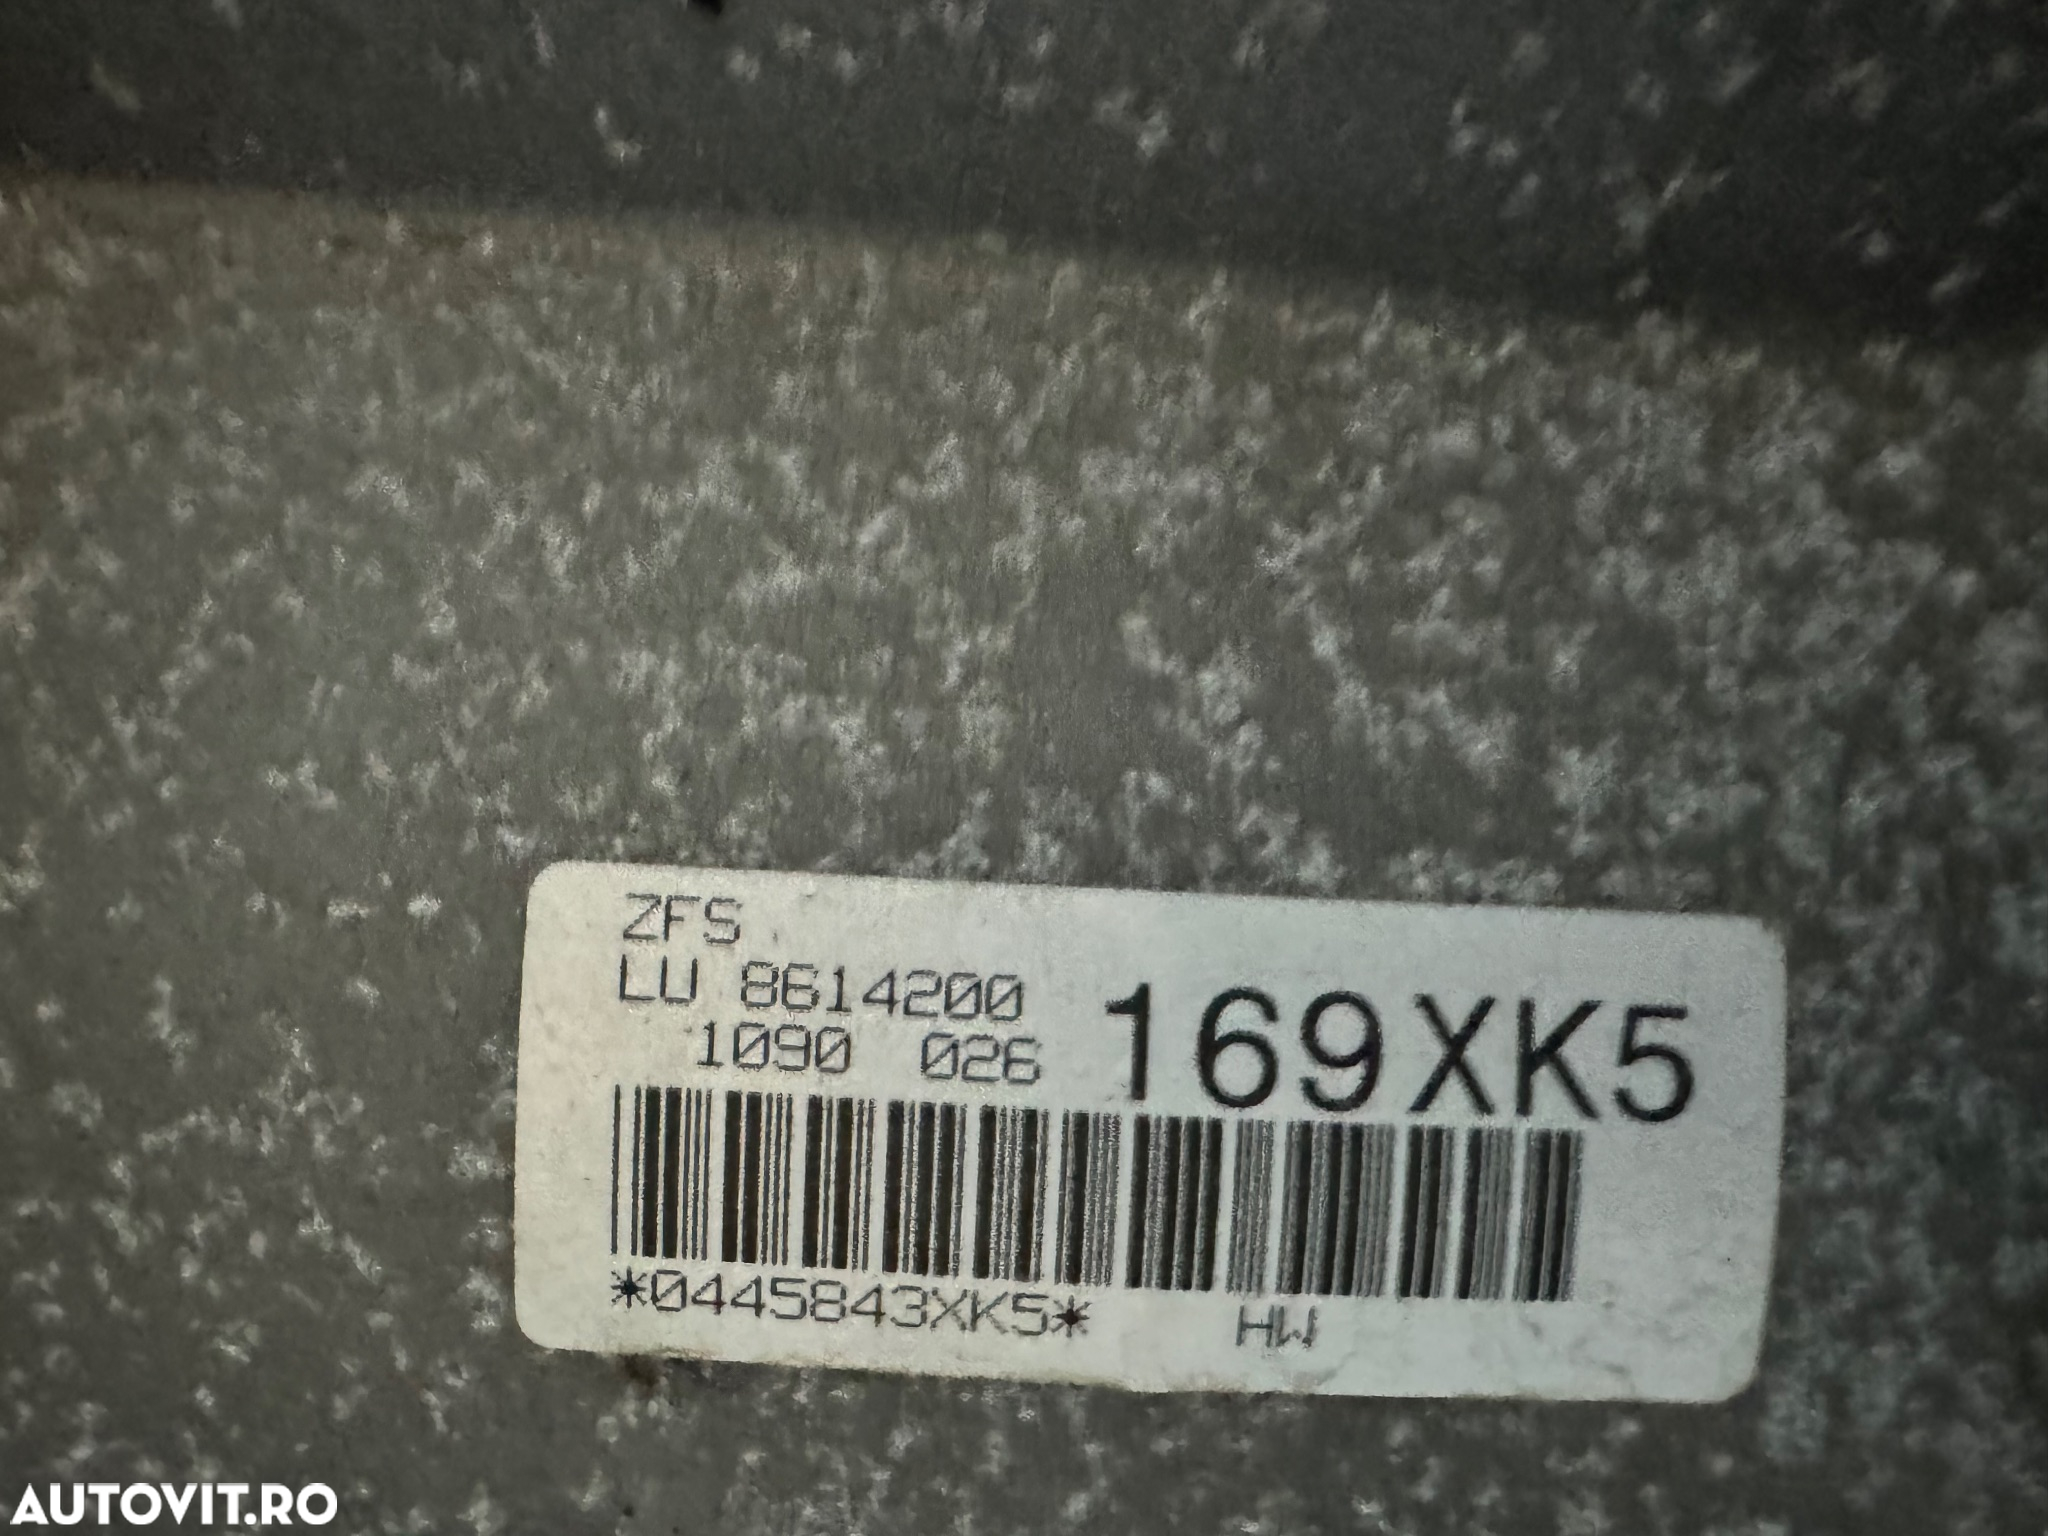 ZFS
LU 8614200
1090 026
169XK5
*0445843XK5*
HW
AUTOVIT.RO